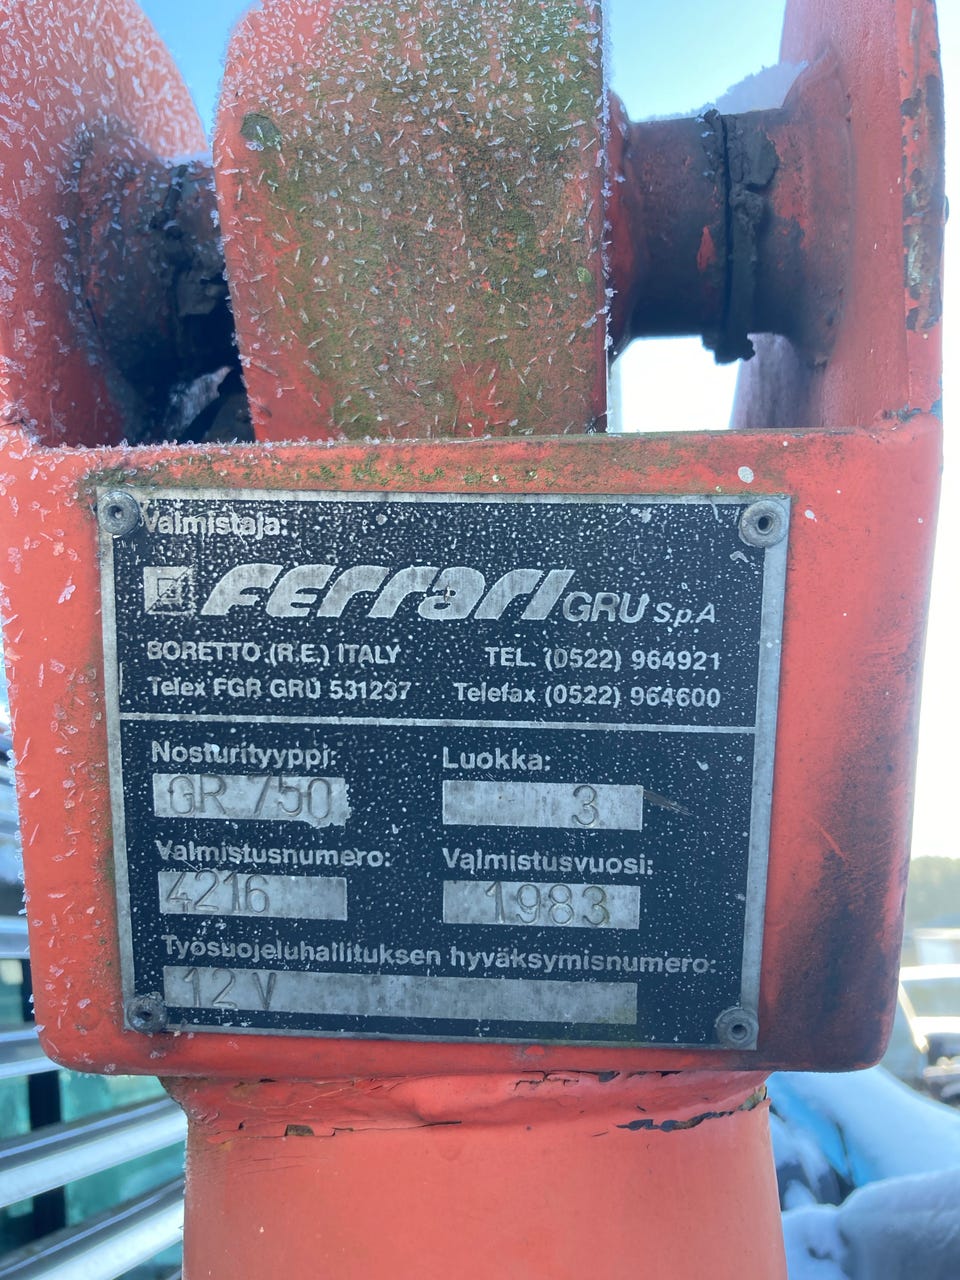 Valmistaja:
Ferrari GRU S.p.A
BORETTO (R.E.) ITALY TEL. (0522) 964921
Telex FGR GRU 531237 Telefax (0522) 964600
Nosturityyppi: Luokka:
GR 750 3
Valmistusnumero: Valmistusvuosi:
4216 1983
Työsuojeluhallituksen hyväksymisnumero:
12 V